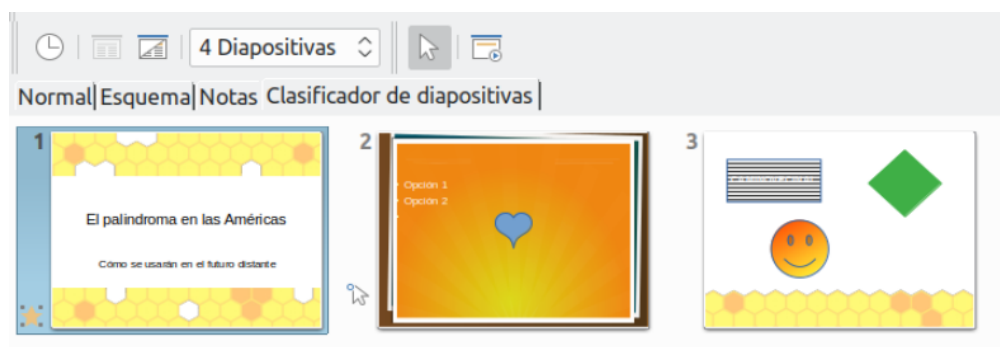 4 Diapositivas
Normal Esquema Notas Clasificador de diapositivas
1
2
3
El palindroma en las Américas
Cómo se usarán en el futuro distante
Opción 1
Opción 2